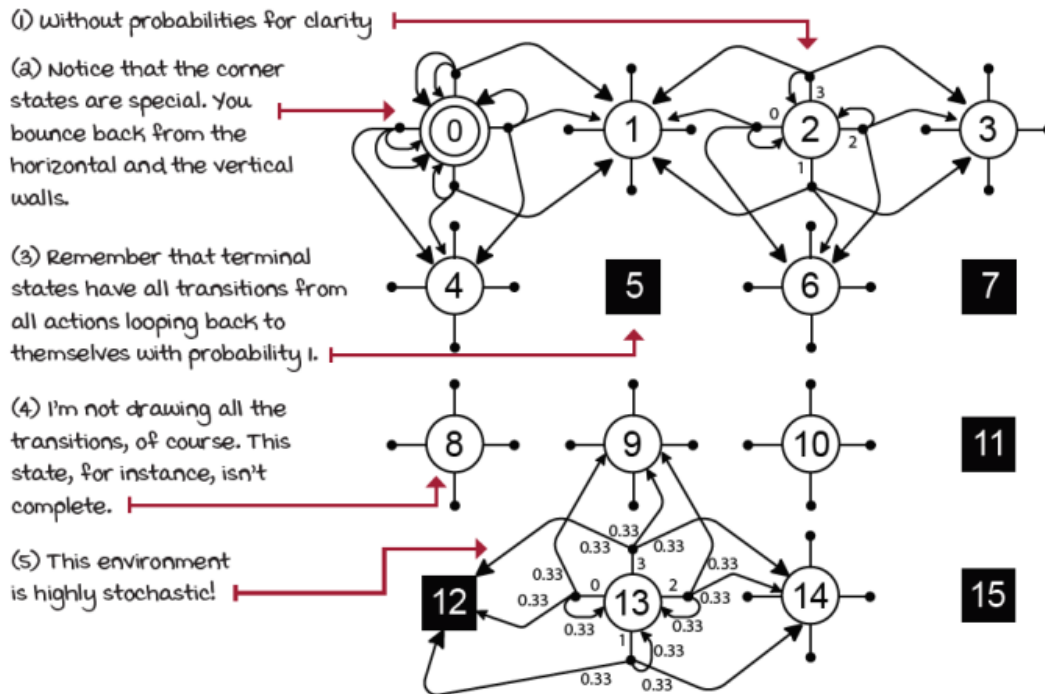 (1) Without probabilities for clarity
(2) Notice that the corner
states are special. You
bounce back from the
horizontal and the vertical
walls.
(3) Remember that terminal
states have all transitions from
all actions looping back to
themselves with probability 1.
(4) I'm not drawing all the
transitions, of course. This
state, for instance, isn't
complete.
(5) This environment
is highly stochastic!
0
1
3
0
2
2
1
3
4
5
6
7
8
9
10
11
0.33
0.33 0.33
3
0.33
12
0.33
0
13
2
0.33
14
15
0.33
0.33
1
0.33
0.33
0.33